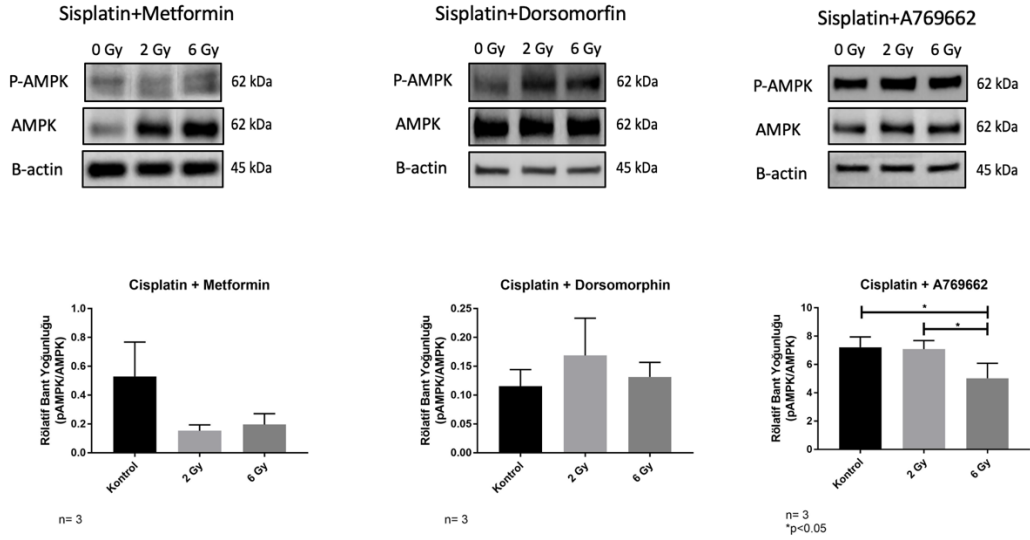 Sisplatin+Metformin
0 Gy 2 Gy 6 Gy
P-AMPK 62 kDa
AMPK 62 kDa
B-actin 45 kDa
Sisplatin+Dorsomorfin
0 Gy 2 Gy 6 Gy
P-AMPK 62 kDa
AMPK 62 kDa
B-actin 45 kDa
Sisplatin+A769662
0 Gy 2 Gy 6 Gy
P-AMPK 62 kDa
AMPK 62 kDa
B-actin 45 kDa
Cisplatin + Metformin
Rölatif Bant Yoğunluğu
(pAMPK/AMPK)
1.0
0.8
0.6
0.4
0.2
0.0
Kontrol 2 Gy 6 Gy
n= 3
Cisplatin + Dorsomorphin
Rölatif Bant Yoğunluğu
(pAMPK/AMPK)
0.25
0.20
0.15
0.10
0.05
0.00
Kontrol 2 Gy 6 Gy
n= 3
Cisplatin + A769662
Rölatif Bant Yoğunluğu
(pAMPK/AMPK)
10
8
6
4
2
0
*
*
Kontrol 2 Gy 6 Gy
n= 3
*p<0.05